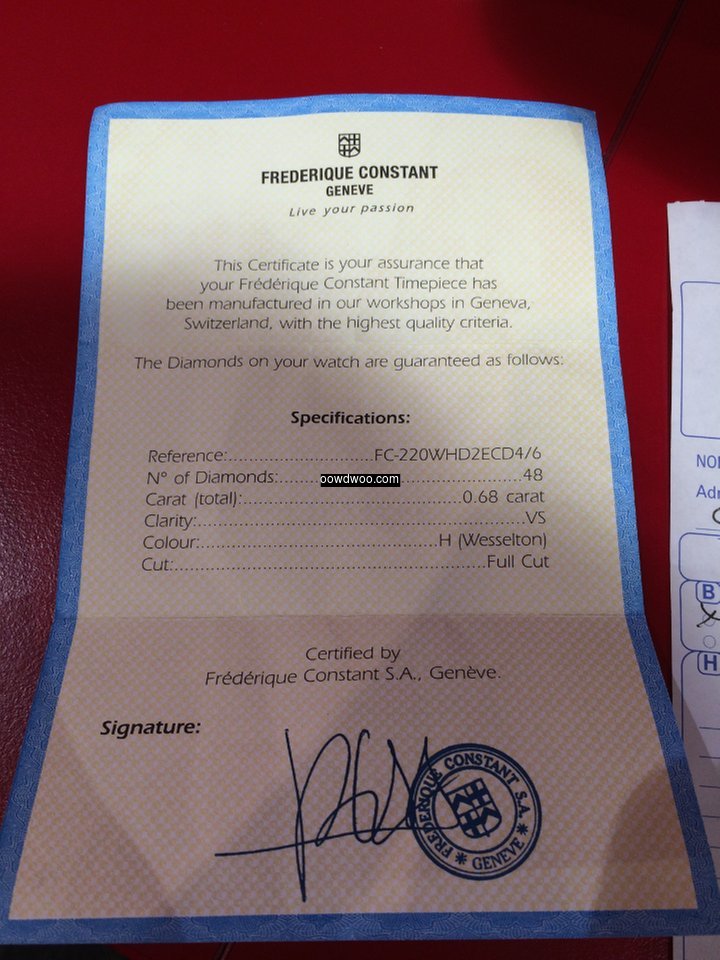 FREDERIQUE CONSTANT
GENEVE
Live your passion
This Certificate is your assurance that
your Frédérique Constant Timepiece has
been manufactured in our workshops in Geneva,
Switzerland, with the highest quality criteria.
The Diamonds on your watch are guaranteed as follows:
Specifications:
Reference:..........................FC-220WHD2ECD4/6
N° of Diamonds:............................................48
oowdwoo.com
Carat (total):.......................................0.68 carat
Clarity:...........................................................VS
Colour:..........................................H (Wesselton)
Cut:.......................................................Full Cut
Certified by
Frédérique Constant S.A., Genève.
Signature:
FREDERIQUE CONSTANT S.A.
GENEVE
B
H